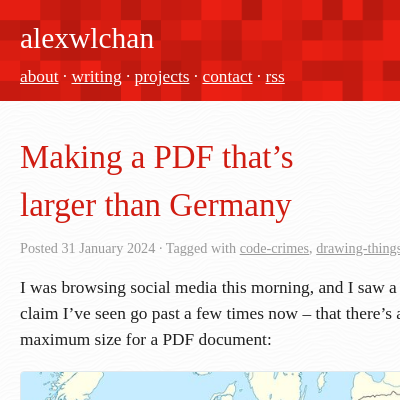 alexwlchan
about · writing · projects · contact · rss
Making a PDF that’s
larger than Germany
Posted 31 January 2024 · Tagged with code-crimes, drawing-things
I was browsing social media this morning, and I saw a
claim I’ve seen go past a few times now – that there’s a
maximum size for a PDF document: